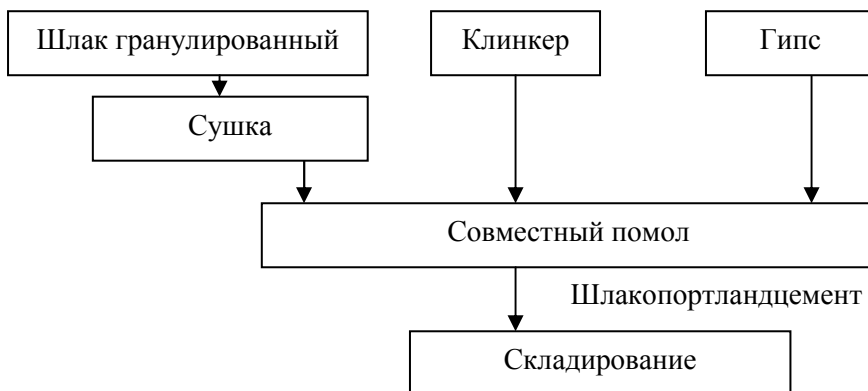 Шлак гранулированный
Клинкер
Гипс
Сушка
Совместный помол
Шлакопортландцемент
Складирование